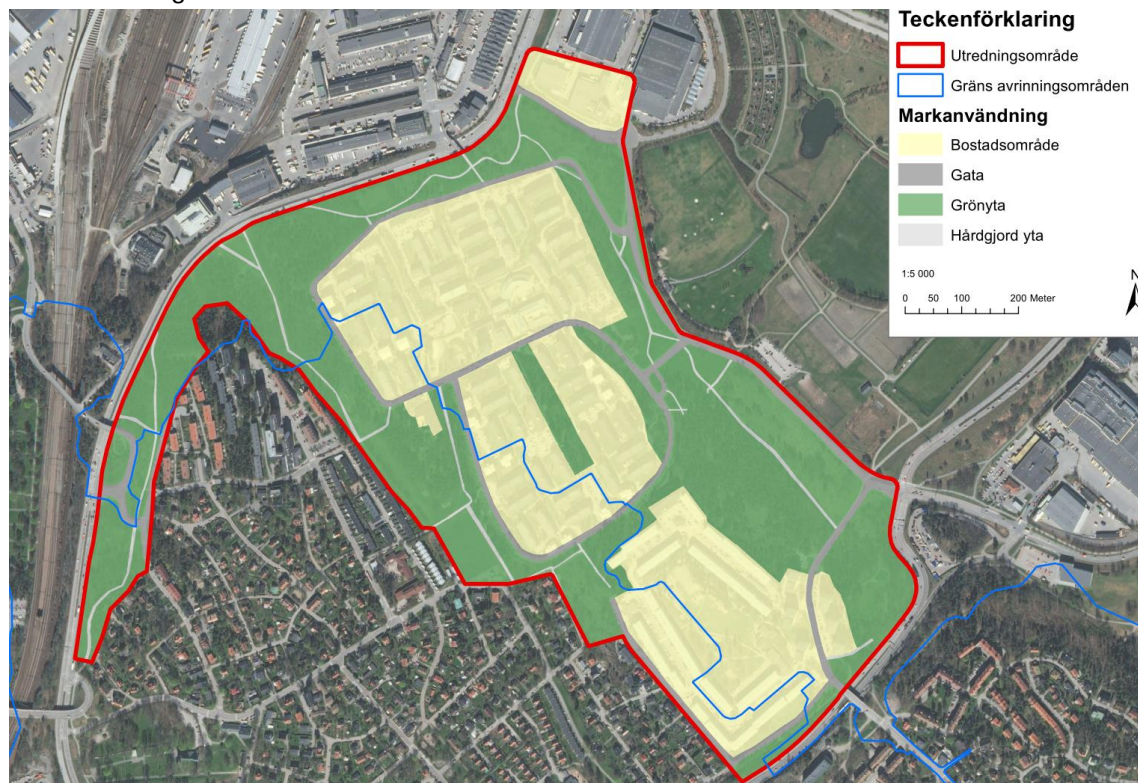 Teckenförklaring
Utredningsområde
Gräns avrinningsområden
Markanvändning
Bostadsområde
Gata
Grönyta
Hårdgjord yta
1:5 000
0 50 100 200 Meter
N